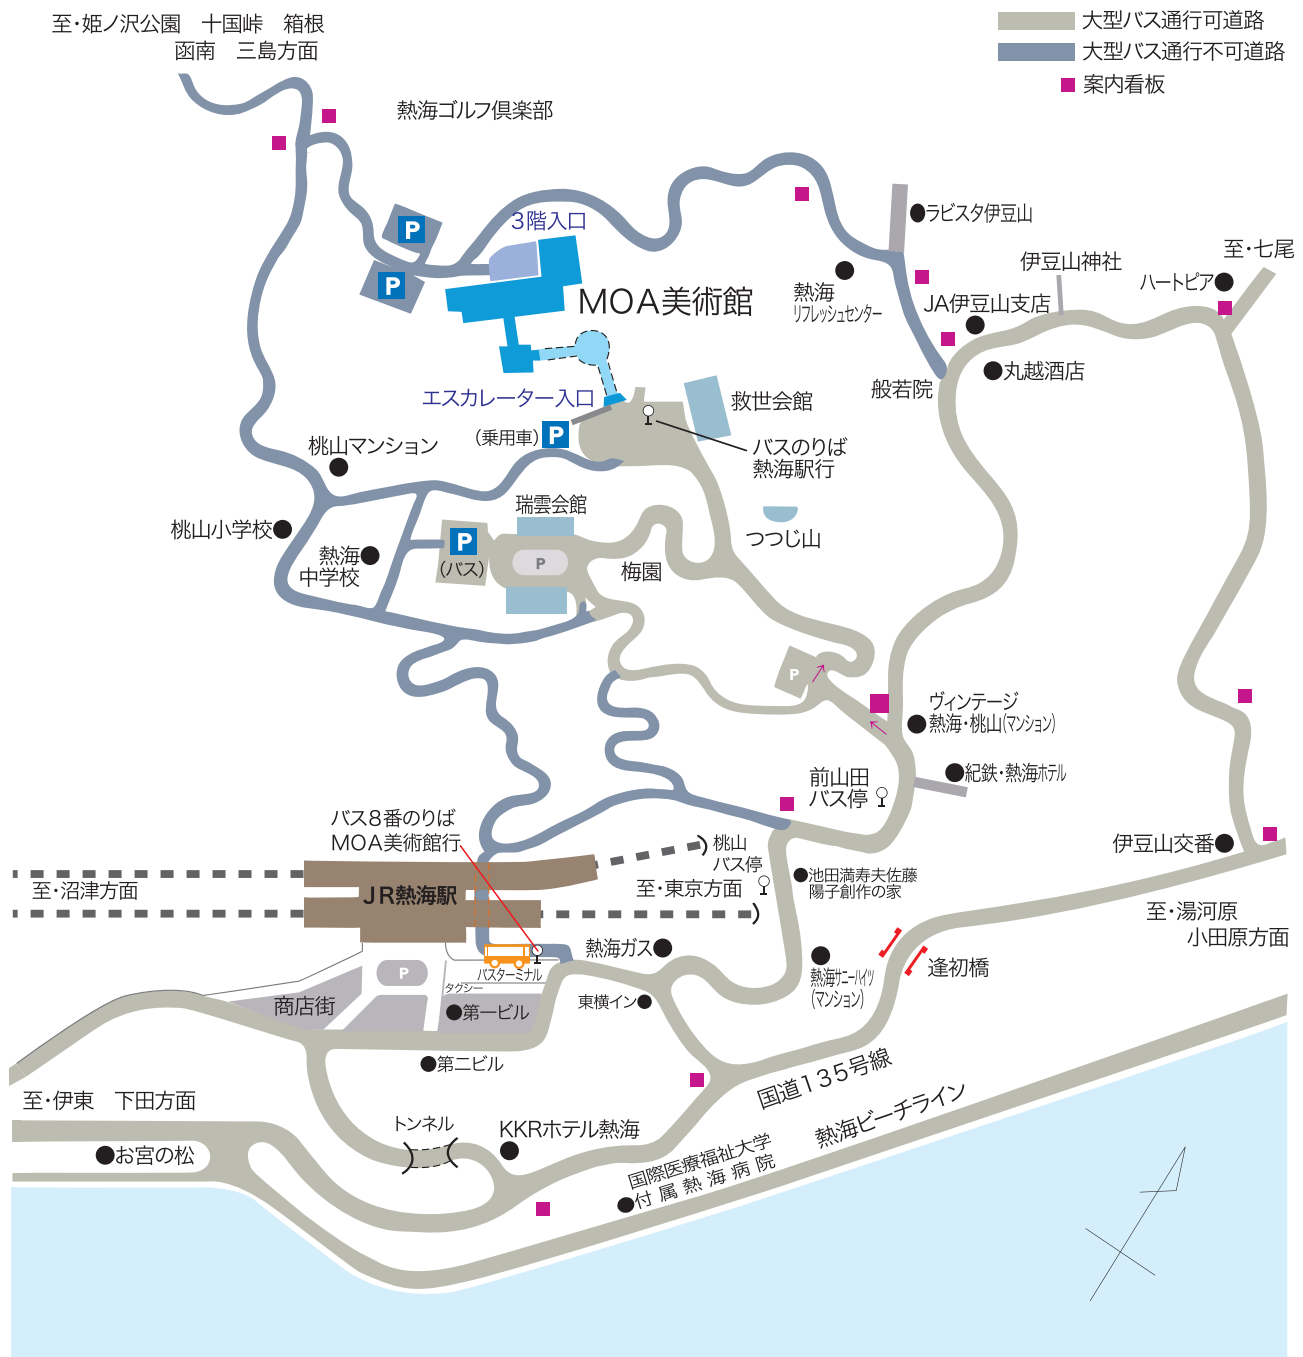 至・姫ノ沢公園　十国峠　箱根
函南　三島方面
大型バス通行可道路
大型バス通行不可道路
案内看板
熱海ゴルフ倶楽部
ラビスタ伊豆山
P
3階入口
至・七尾
伊豆山神社
ハートピア
P
MOA美術館
熱海
リフレッシュセンター
JA伊豆山支店
丸越酒店
般若院
エスカレーター入口
救世会館
(乗用車)
P
バスのりば
熱海駅行
桃山マンション
瑞雲会館
つつじ山
桃山小学校
P
(バス)
P
熱海
中学校
梅園
P
ヴィンテージ
熱海・桃山(マンション)
前山田
バス停
紀鉄・熱海ホテル
バス8番のりば
MOA美術館行
桃山
バス停
伊豆山交番
至・沼津方面
JR熱海駅
至・東京方面
池田満寿夫佐藤
陽子創作の家
至・湯河原
小田原方面
熱海ガス
逢初橋
P
バスターミナル
タクシー
熱海サニーハイツ
(マンション)
東横イン
商店街
第一ビル
第二ビル
国道135号線
至・伊東　下田方面
トンネル
KKRホテル熱海
熱海ビーチライン
お宮の松
国際医療福祉大学
付属熱海病院